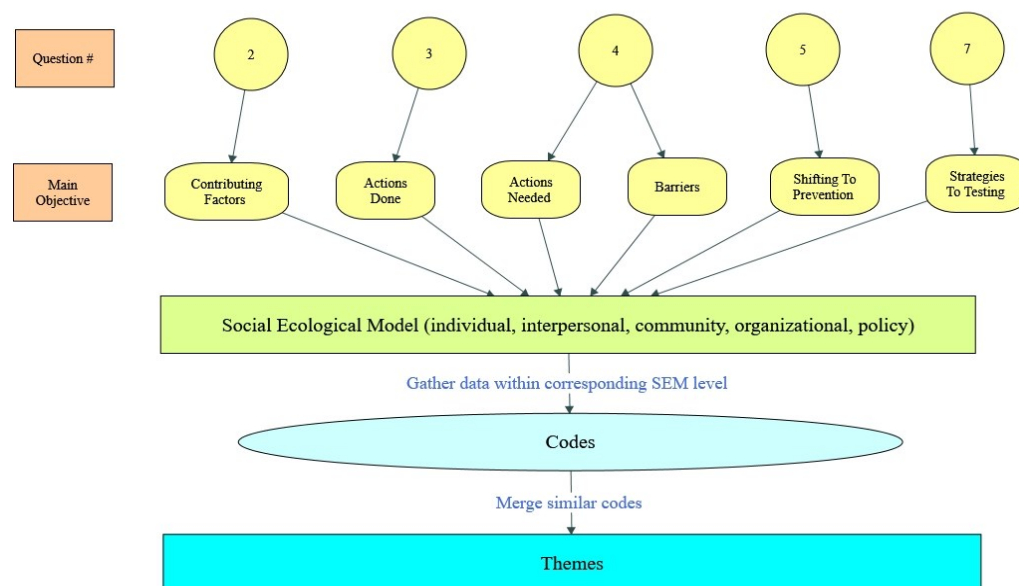 Question #
2
3
4
5
7
Main
Objective
Contributing
Factors
Actions
Done
Actions
Needed
Barriers
Shifting To
Prevention
Strategies
To Testing
Social Ecological Model (individual, interpersonal, community, organizational, policy)
Gather data within corresponding SEM level
Codes
Merge similar codes
Themes